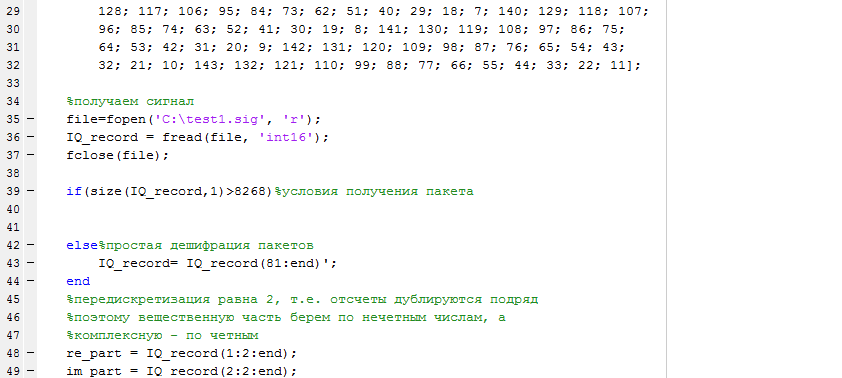 29 128; 117; 106; 95; 84; 73; 62; 51; 40; 29; 18; 7; 140; 129; 118; 107;
30 96; 85; 74; 63; 52; 41; 30; 19; 8; 141; 130; 119; 108; 97; 86; 75;
31 64; 53; 42; 31; 20; 9; 142; 131; 120; 109; 98; 87; 76; 65; 54; 43;
32 32; 21; 10; 143; 132; 121; 110; 99; 88; 77; 66; 55; 44; 33; 22; 11];
33
34 %получаем сигнал
35 – file=fopen('C:\test1.sig', 'r');
36 – IQ_record = fread(file, 'int16');
37 – fclose(file);
38
39 – if(size(IQ_record,1)>8268)%условия получения пакета
40
41
42 – else%простая дешифрация пакетов
43 – IQ_record= IQ_record(81:end)';
44 – end
45 %передискретизация равна 2, т.е. отсчеты дублируются подряд
46 %поэтому вещественную часть берем по нечетным числам, а
47 %комплексную - по четным
48 – re_part = IQ_record(1:2:end);
49 – im_part = IQ_record(2:2:end);